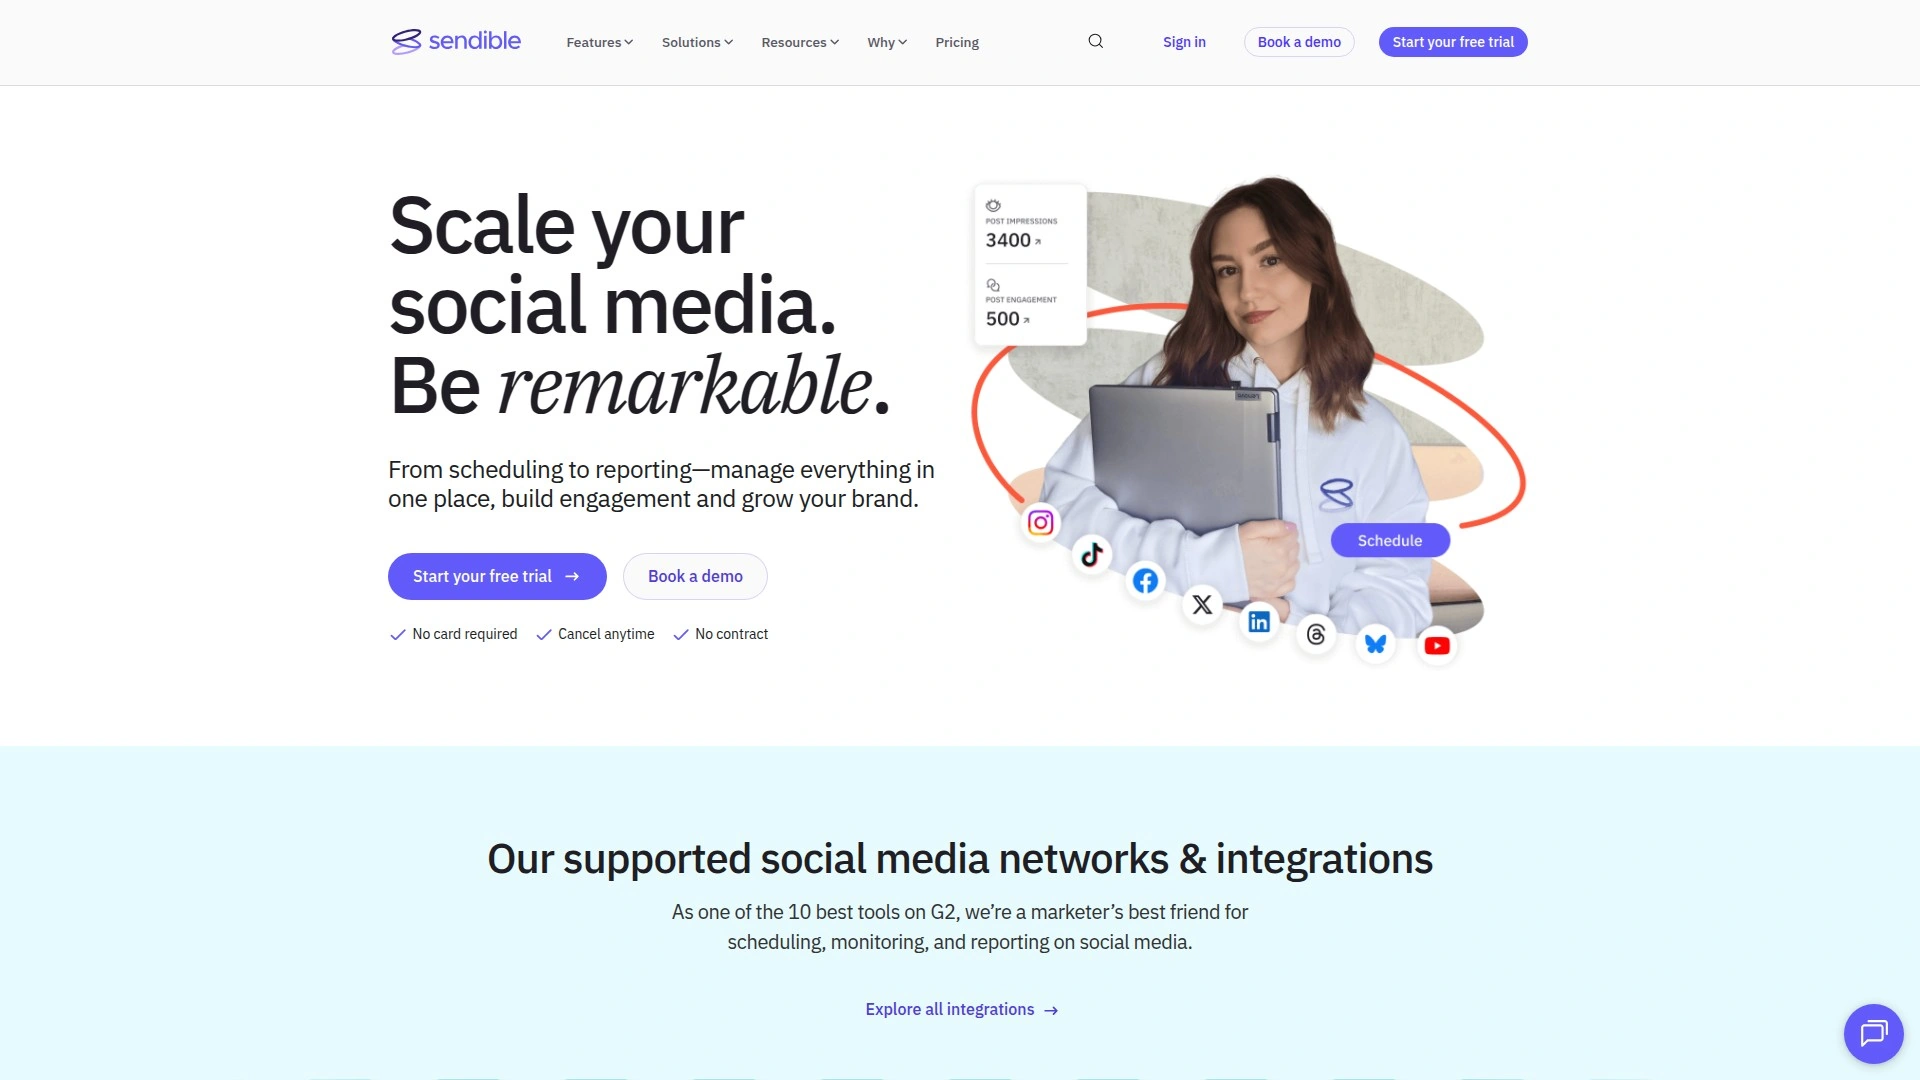 sendible
Features
Solutions
Resources
Why
Pricing
Sign in
Book a demo
Start your free trial
Scale your
social media.
Be remarkable.
From scheduling to reporting—manage everything in
one place, build engagement and grow your brand.
Start your free trial →
Book a demo
No card required
Cancel anytime
No contract
POST IMPRESSIONS
3400
POST ENGAGEMENT
500
Schedule
Our supported social media networks & integrations
As one of the 10 best tools on G2, we’re a marketer’s best friend for
scheduling, monitoring, and reporting on social media.
Explore all integrations →